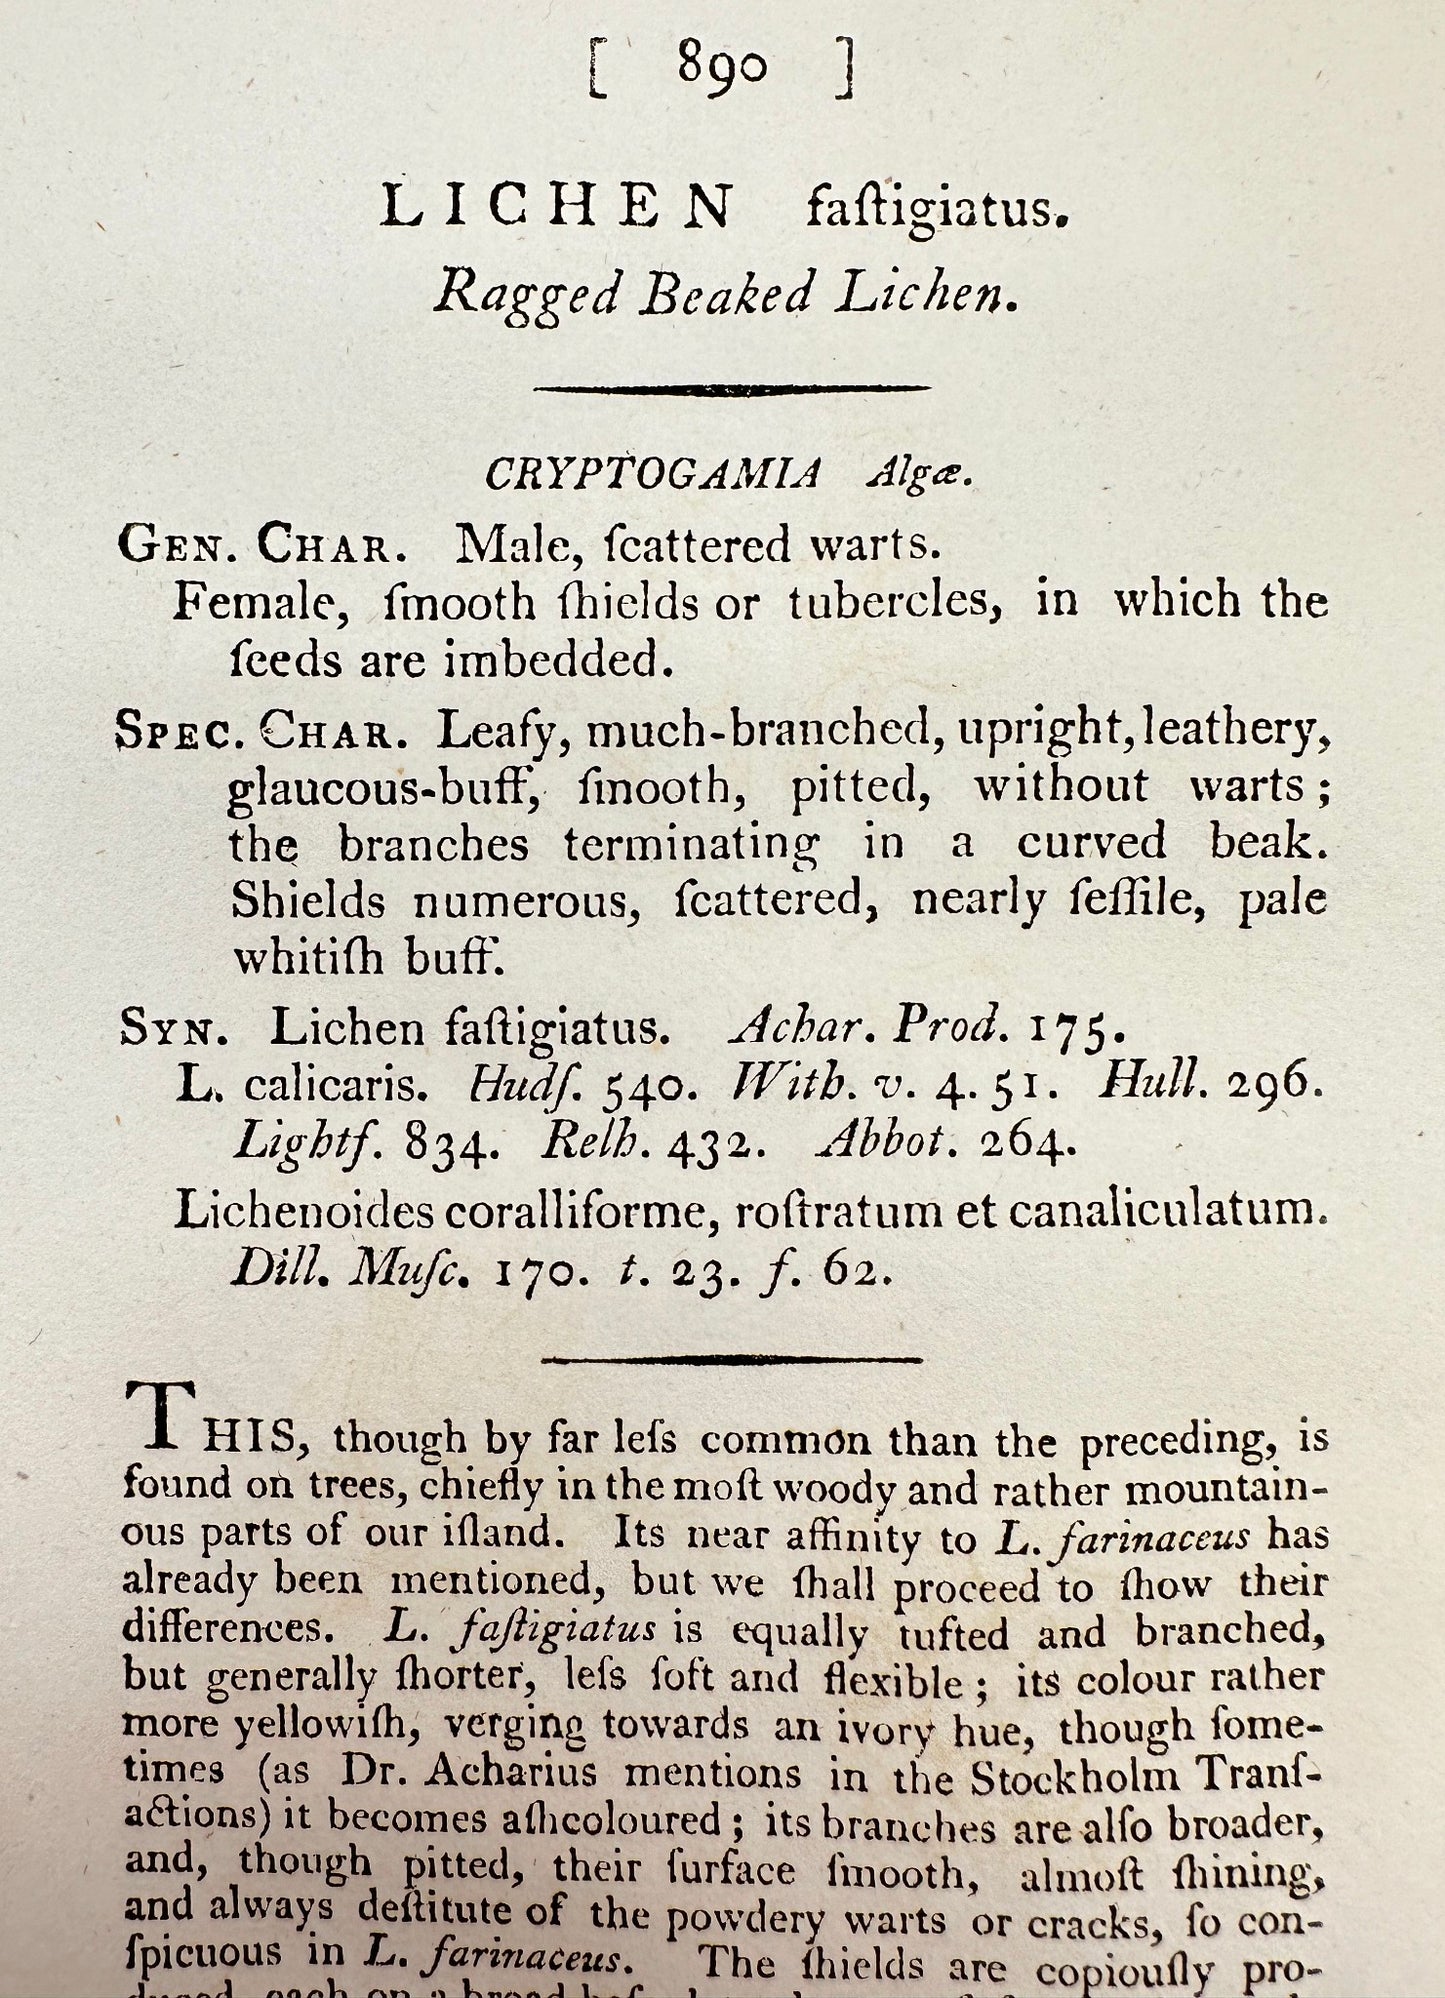 [ 890 ]
LICHEN faſtigiatus.
Ragged Beaked Lichen.
CRYPTOGAMIA Algæ.
GEN. CHAR. Male, ſcattered warts.
Female, ſmooth ſhields or tubercles, in which the
ſeeds are imbedded.
SPEC. CHAR. Leafy, much-branched, upright, leathery,
glaucous-buff, ſmooth, pitted, without warts;
the branches terminating in a curved beak.
Shields numerous, ſcattered, nearly ſeſſile, pale
whitiſh buff.
SYN. Lichen faſtigiatus. Achar. Prod. 175.
L. calicaris. Hudſ. 540. With. v. 4. 51. Hull. 296.
Lightf. 834. Relh. 432. Abbot. 264.
Lichenoides coralliforme, roſtratum et canaliculatum.
Dill. Muſc. 170. t. 23. f. 62.
THIS, though by far leſs common than the preceding, is
found on trees, chiefly in the moſt woody and rather mountain-
ous parts of our iſland. Its near affinity to L. farinaceus has
already been mentioned, but we ſhall proceed to ſhow their
differences. L. faſtigiatus is equally tufted and branched,
but generally ſhorter, leſs ſoft and flexible; its colour rather
more yellowiſh, verging towards an ivory hue, though ſome-
times (as Dr. Acharius mentions in the Stockholm Tranſ-
actions) it becomes aſhcoloured; its branches are alſo broader,
and, though pitted, their ſurface ſmooth, almoſt ſhining,
and always deſtitute of the powdery warts or cracks, ſo con-
ſpicuous in L. farinaceus. The ſhields are copiouſly pro-
duced, each on a broad